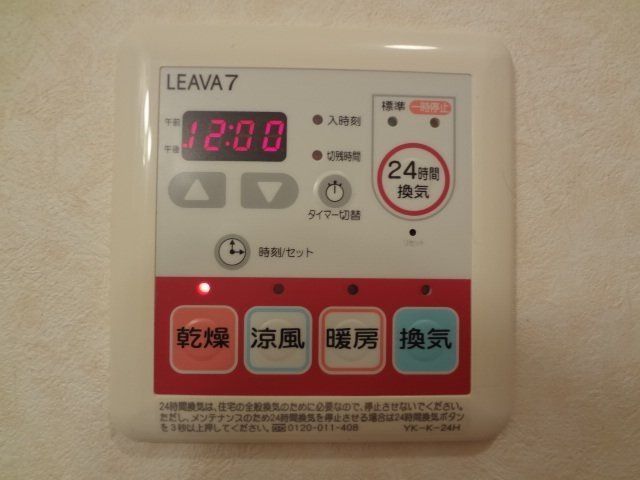 LEAVA7
午前
午後
12:00
入時刻
切残時間
標準 一時停止
24時間
換気
タイマー切替
リセット
時刻/セット
乾燥 涼風 暖房 換気
24時間換気は、住宅の全般換気のために必要なので、停止させないでください。
ただし、メンテナンスのため24時間換気を停止させる場合は24時間換気ボタン
を3秒以上押してください。 0120-011-408 YK-K-24H